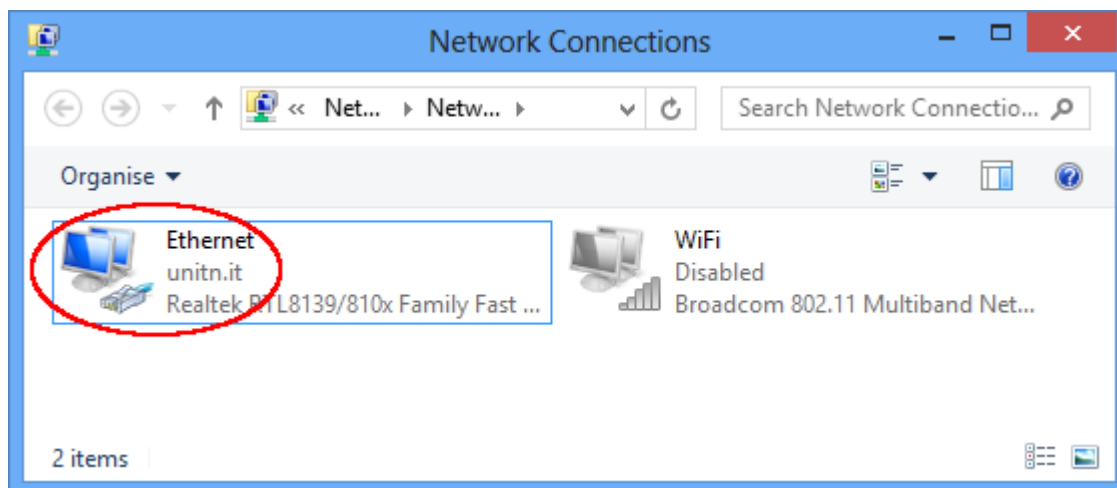 Network Connections
« Net... Netw...
Search Network Connectio...
Organise
Ethernet
unitn.it
Realtek RTL8139/810x Family Fast ...
WiFi
Disabled
Broadcom 802.11 Multiband Net...
2 items